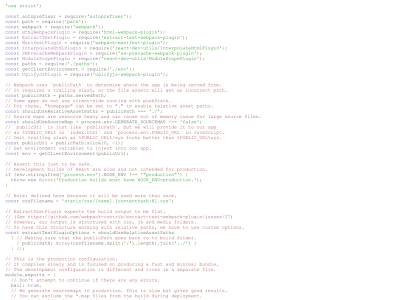 'use strict';
const autoprefixer = require('autoprefixer');
const path = require('path');
const webpack = require('webpack');
const HtmlWebpackPlugin = require('html-webpack-plugin');
const ExtractTextPlugin = require('extract-text-webpack-plugin');
const ManifestPlugin = require('webpack-manifest-plugin');
const InterpolateHtmlPlugin = require('react-dev-utils/InterpolateHtmlPlugin');
const SWPrecacheWebpackPlugin = require('sw-precache-webpack-plugin');
const ModuleScopePlugin = require('react-dev-utils/ModuleScopePlugin');
const paths = require('./paths');
const getClientEnvironment = require('./env');
const UglifyJsPlugin = require('uglifyjs-webpack-plugin');
// Webpack uses `publicPath` to determine where the app is being served from.
// It requires a trailing slash, or the file assets will get an incorrect path.
const publicPath = paths.servedPath;
// Some apps do not use client-side routing with pushState.
// For these, "homepage" can be set to "." to enable relative asset paths.
const shouldUseRelativeAssetPaths = publicPath === './';
// Source maps are resource heavy and can cause out of memory issue for large source files.
const shouldUseSourceMap = process.env.GENERATE_SOURCEMAP !== 'false';
// `publicUrl` is just like `publicPath`, but we will provide it to our app
// as %PUBLIC_URL% in `index.html` and `process.env.PUBLIC_URL` in JavaScript.
// Omit trailing slash as %PUBLIC_URL%/xyz looks better than %PUBLIC_URL%xyz.
const publicUrl = publicPath.slice(0, -1);
// Get environment variables to inject into our app.
const env = getClientEnvironment(publicUrl);
// Assert this just to be safe.
// Development builds of React are slow and not intended for production.
if (env.stringified['process.env'].NODE_ENV !== '"production"') {
throw new Error('Production builds must have NODE_ENV=production.');
}
// Note: defined here because it will be used more than once.
const cssFilename = 'static/css/[name].[contenthash:8].css';
// ExtractTextPlugin expects the build output to be flat.
// (See https://github.com/webpack-contrib/extract-text-webpack-plugin/issues/27)
// However, our output is structured with css, js and media folders.
// To have this structure working with relative paths, we have to use custom options.
const extractTextPluginOptions = shouldUseRelativeAssetPaths
? // Making sure that the publicPath goes back to to build folder.
{ publicPath: Array(cssFilename.split('/').length).join('../') }
: {};
// This is the production configuration.
// It compiles slowly and is focused on producing a fast and minimal bundle.
// The development configuration is different and lives in a separate file.
module.exports = {
// Don't attempt to continue if there are any errors.
bail: true,
// We generate sourcemaps in production. This is slow but gives good results.
// You can exclude the *.map files from the build during deployment.